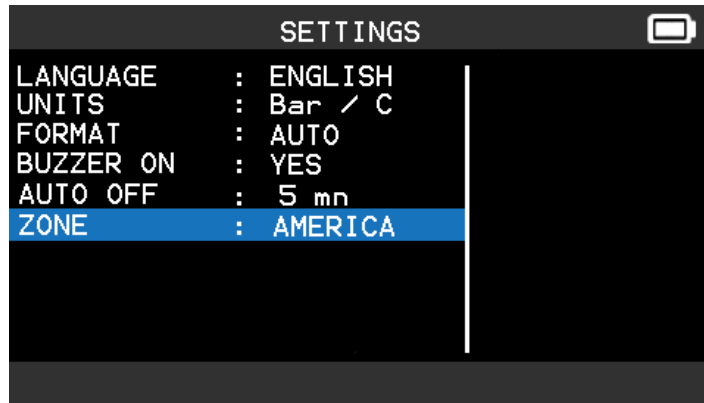 SETTINGS
LANGUAGE : ENGLISH
UNITS : Bar / C
FORMAT : AUTO
BUZZER ON : YES
AUTO OFF : 5 mn
ZONE : AMERICA